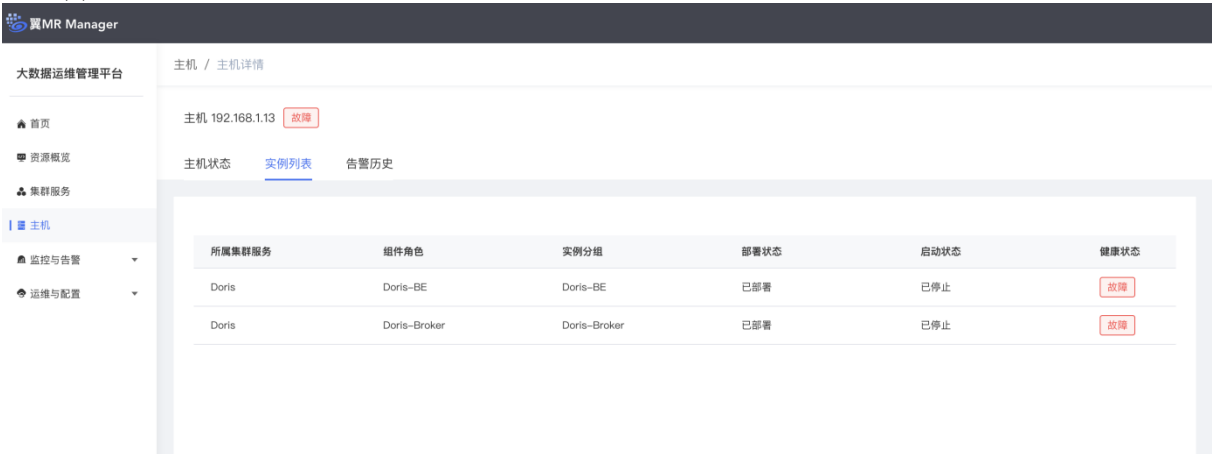 翼MR Manager
大数据运维管理平台
首页
资源概览
集群服务
主机
监控与告警
运维与配置
主机 / 主机详情
主机 192.168.1.13 故障
主机状态 实例列表 告警历史
所属集群服务 组件角色 实例分组 部署状态 启动状态 健康状态
Doris Doris-BE Doris-BE 已部署 已停止 故障
Doris Doris-Broker Doris-Broker 已部署 已停止 故障